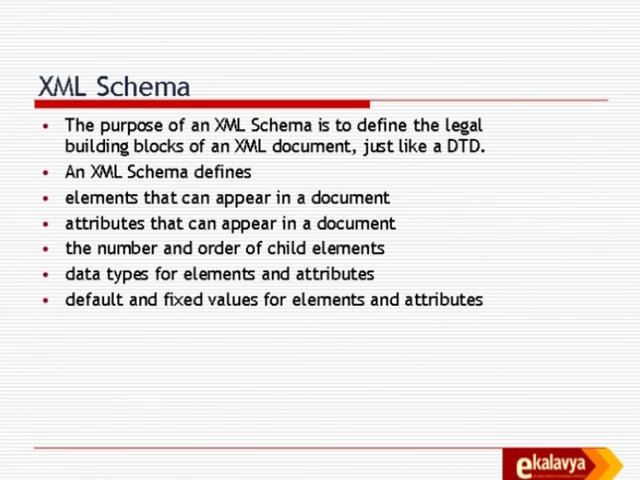 XML Schema
• The purpose of an XML Schema is to define the legal
building blocks of an XML document, just like a DTD.
• An XML Schema defines
• elements that can appear in a document
• attributes that can appear in a document
• the number and order of child elements
• data types for elements and attributes
• default and fixed values for elements and attributes
ekalavya